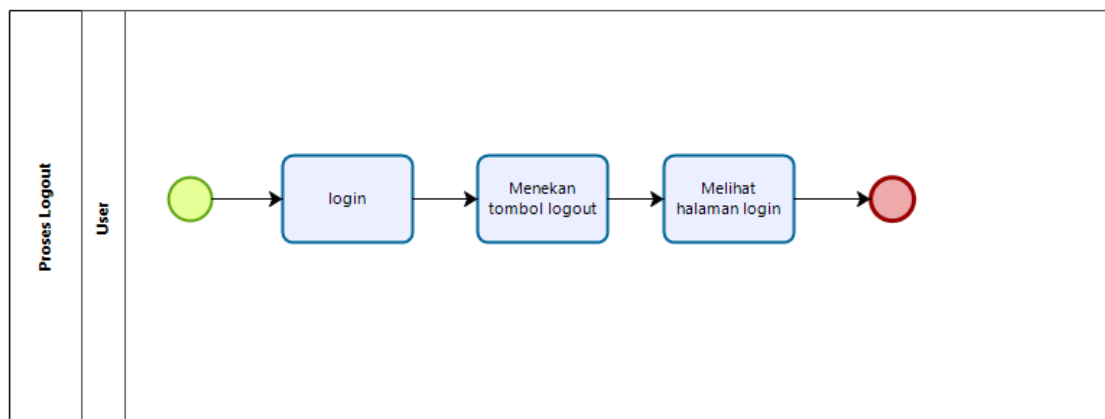 Proses Logout
User
login
Menekan
tombol logout
Melihat
halaman login